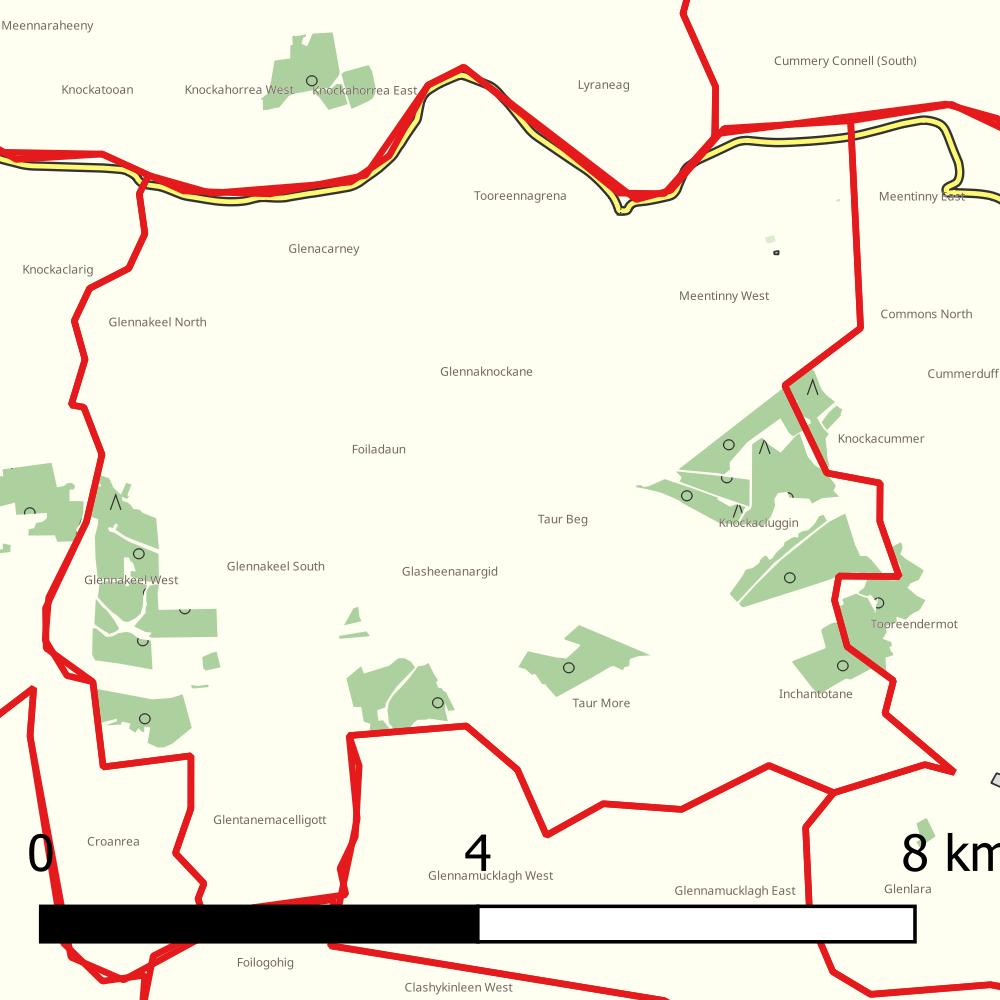 Meennaraheeny
Cummery Connell (South)
Knockatooan
Knockahorrea West
Knockahorrea East
Lyraneag
Tooreennagrena
Meentinny East
Glenacarney
Knockaclarig
Meentinny West
Glennakeel North
Commons North
Glennaknockane
Cummerduff
Knockacummer
Foiladaun
Taur Beg
Knockacluggin
Glennakeel South
Glasheenanargid
Glennakeel West
Tooreendermot
Inchantotane
Taur More
Glentanemacelligott
Croanrea
0 4 8 km
Glennamucklagh West
Glennamucklagh East
Glenlara
Foilogohig
Clashykinleen West